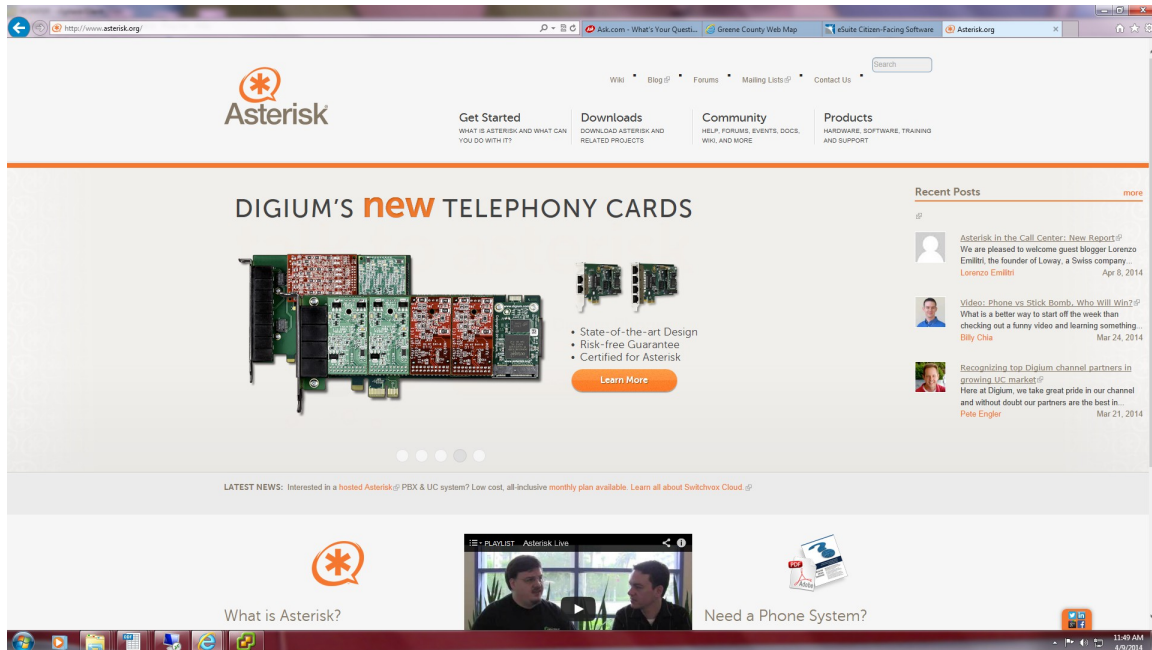 http://www.asterisk.org/
Ask.com - What's Your Questi...
Greene County Web Map
eSuite Citizen-Facing Software
Asterisk.org
Search
Wiki
Blog
Forums
Mailing Lists
Contact Us
Asterisk
Get Started
WHAT IS ASTERISK AND WHAT CAN
YOU DO WITH IT?
Downloads
DOWNLOAD ASTERISK AND
RELATED PROJECTS
Community
HELP, FORUMS, EVENTS, DOCS,
WIKI, AND MORE
Products
HARDWARE, SOFTWARE, TRAINING
AND SUPPORT
DIGIUM'S new TELEPHONY CARDS
• State-of-the-art Design
• Risk-free Guarantee
• Certified for Asterisk
Learn More
Recent Posts
more
Asterisk in the Call Center: New Report
We are pleased to welcome guest blogger Lorenzo
Emilitri, the founder of Loway, a Swiss company...
Lorenzo Emilitri Apr 8, 2014
Video: Phone vs Stick Bomb, Who Will Win?
What is a better way to start off the week than
checking out a funny video and learning something...
Billy Chia Mar 24, 2014
Recognizing top Digium channel partners in
growing UC market
Here at Digium, we take great pride in our channel
and without doubt our partners are the best in...
Pete Engler Mar 21, 2014
LATEST NEWS: Interested in a hosted Asterisk PBX & UC system? Low cost, all-inclusive monthly plan available. Learn all about Switchvox Cloud.
PLAYLIST Asterisk Live
PDF
Adobe
What is Asterisk?
Need a Phone System?
11:49 AM
4/9/2014